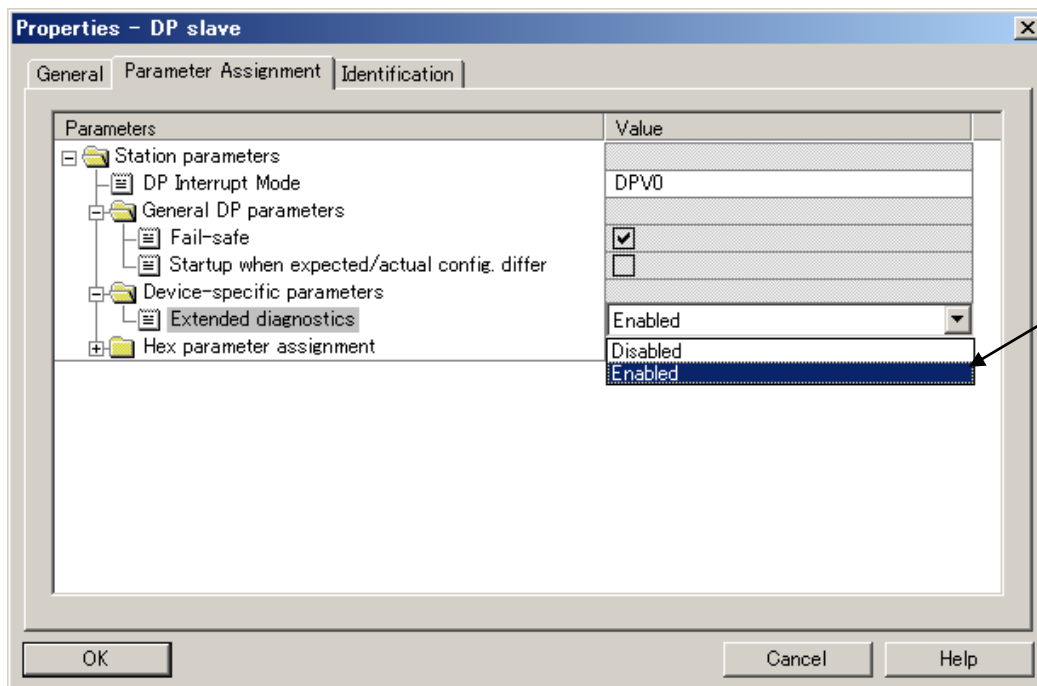 Properties - DP slave
General Parameter Assignment Identification
Parameters Value
Station parameters
DP Interrupt Mode DPV0
General DP parameters
Fail-safe
Startup when expected/actual config. differ
Device-specific parameters
Extended diagnostics Enabled
Hex parameter assignment Disabled
Enabled
OK Cancel Help